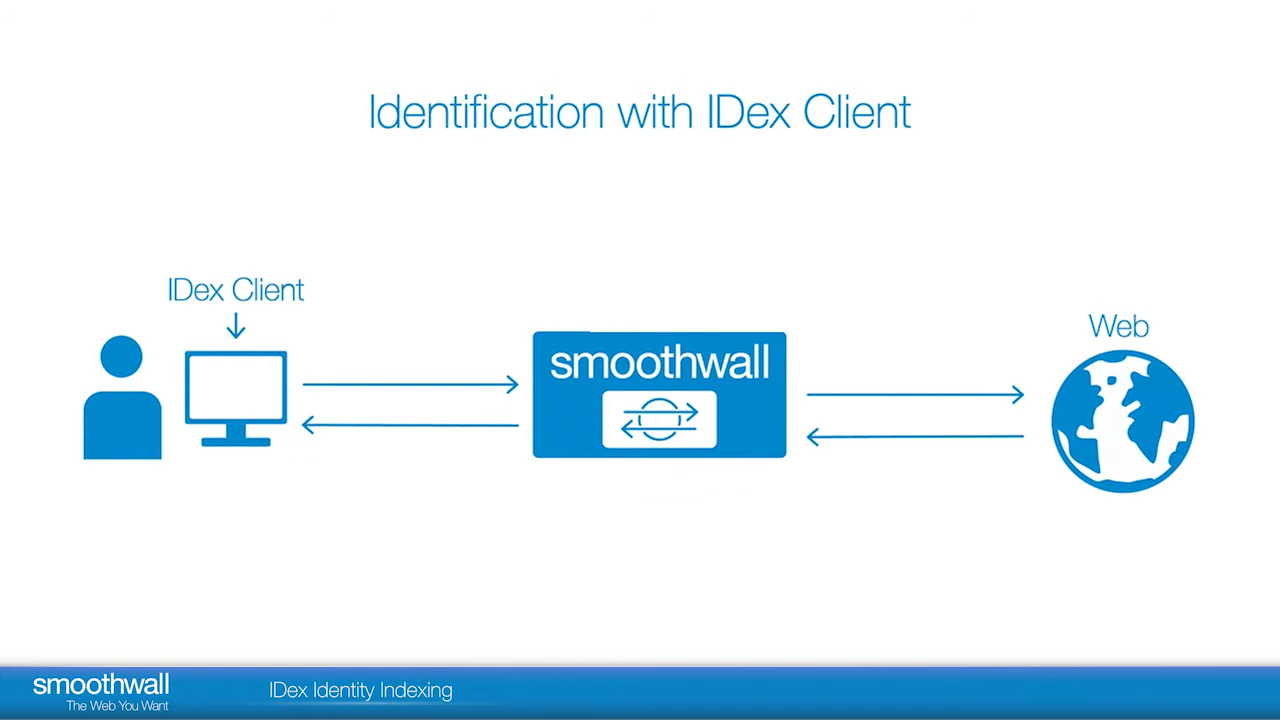 Identification with IDex Client
IDex Client
Web
smoothwall
smoothwall
The Web You Want
IDex Identity Indexing